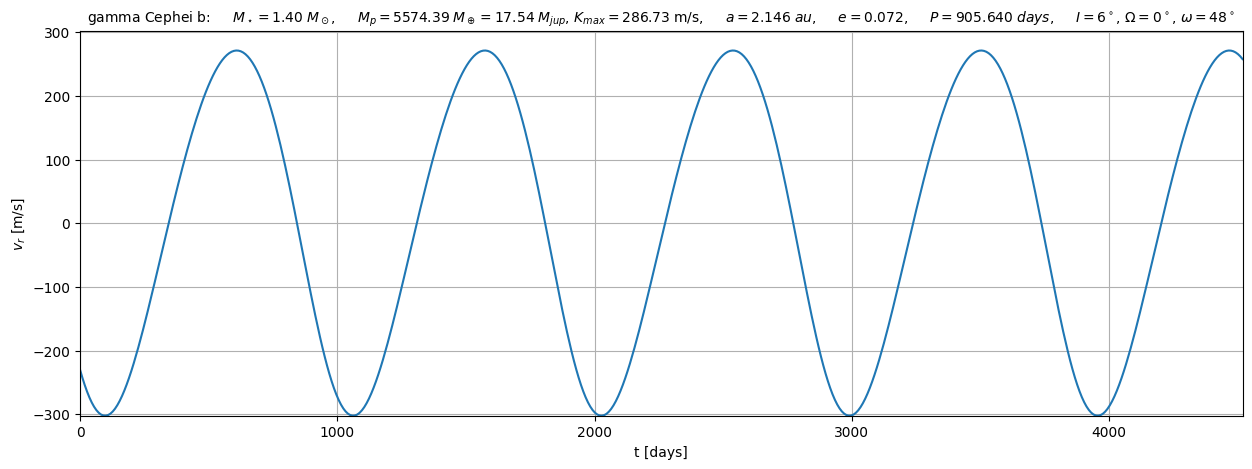 gamma Cephei b: M⋆ = 1.40 M⊙, Mp = 5574.39 M⊕ = 17.54 Mjup, Kmax = 286.73 m/s, a = 2.146 au, e = 0.072, P = 905.640 days, I = 6°, Ω = 0°, ω = 48°
300
200
100
0
−100
−200
−300
vr [m/s]
0 1000 2000 3000 4000
t [days]